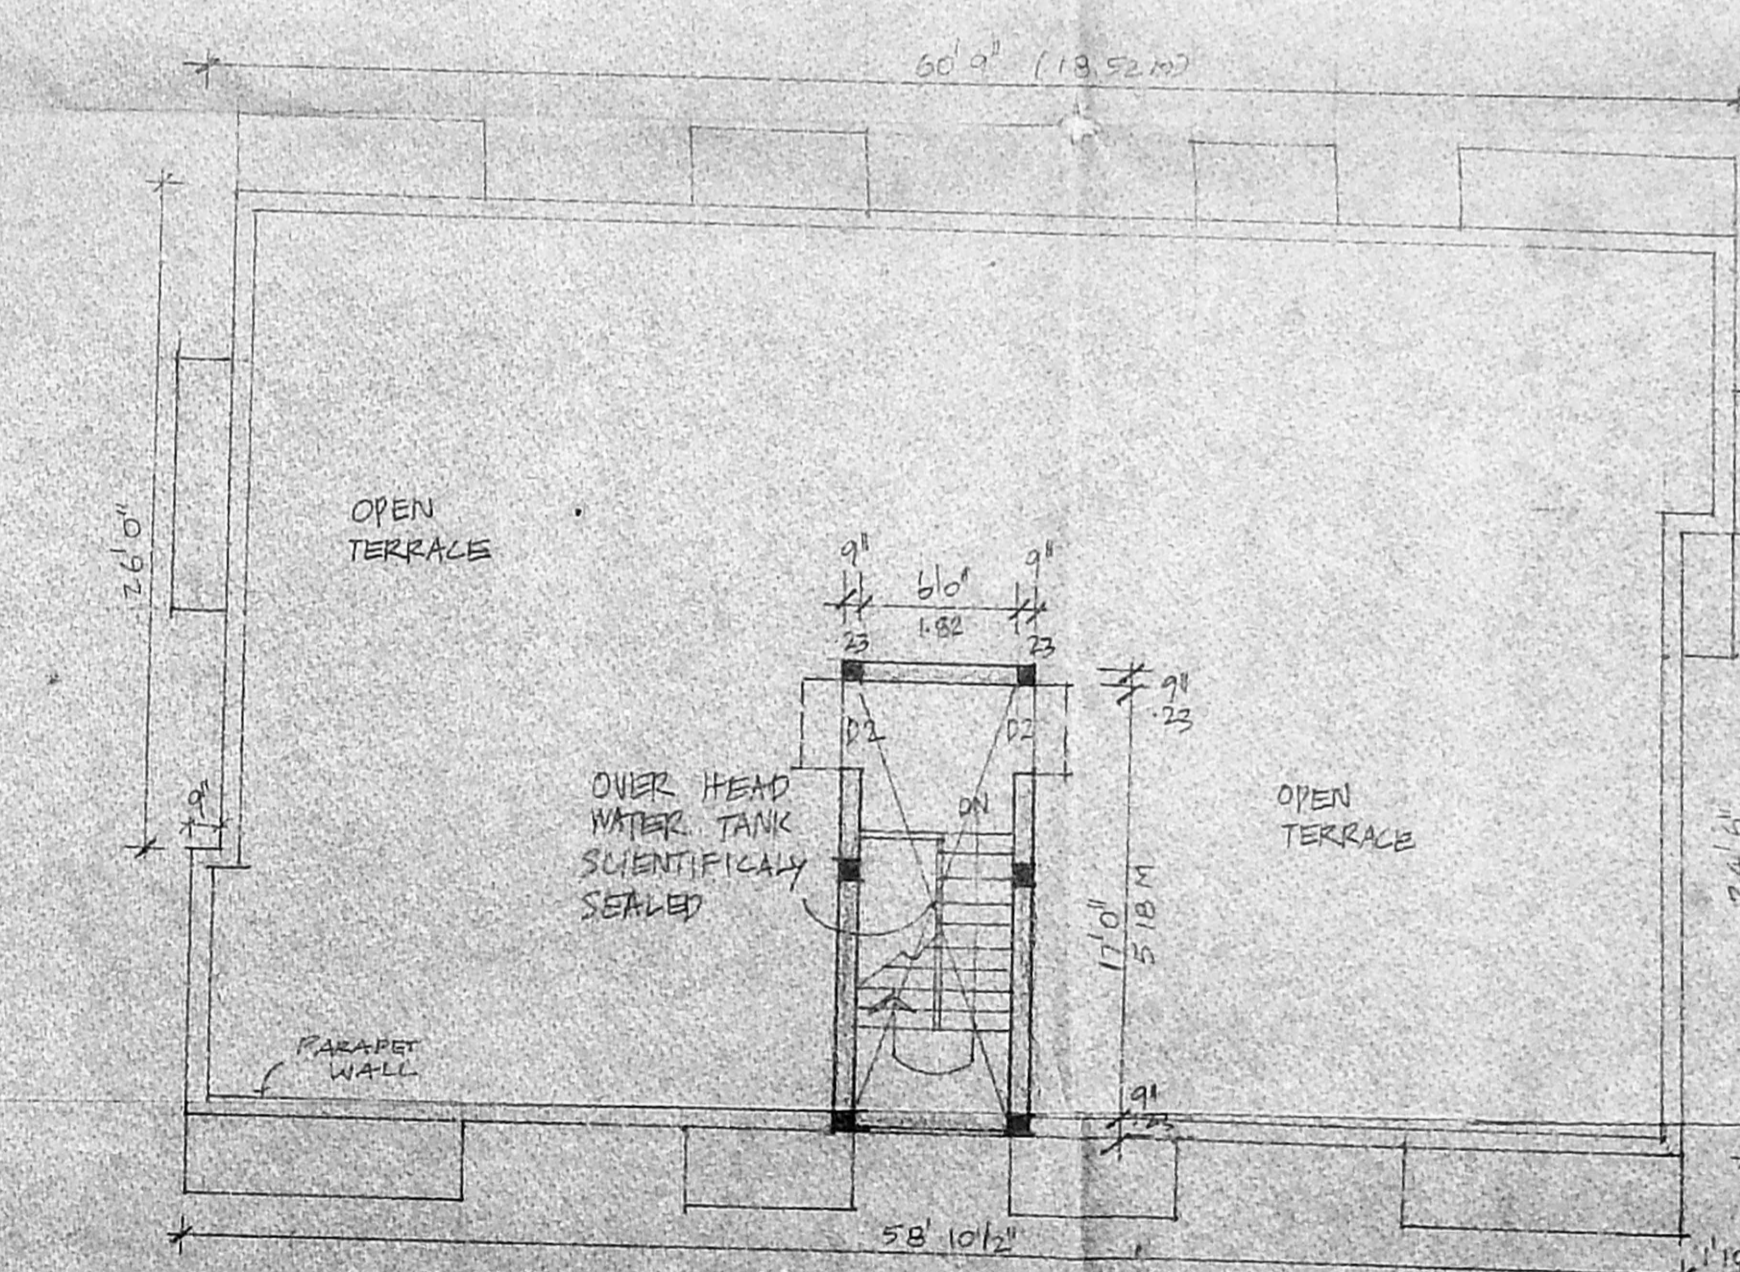 60'9" (18.52m)
26'0"
OPEN
TERRACE
9"
6'0"
9"
1.82
.23
23
9"
.23
D2
D2
OVER HEAD
WATER TANK
SCIENTIFICALY
SEALED
DN
OPEN
TERRACE
9"
17'0"
5.18 M
PARAPET
WALL
9"
.23
58' 10 1/2"